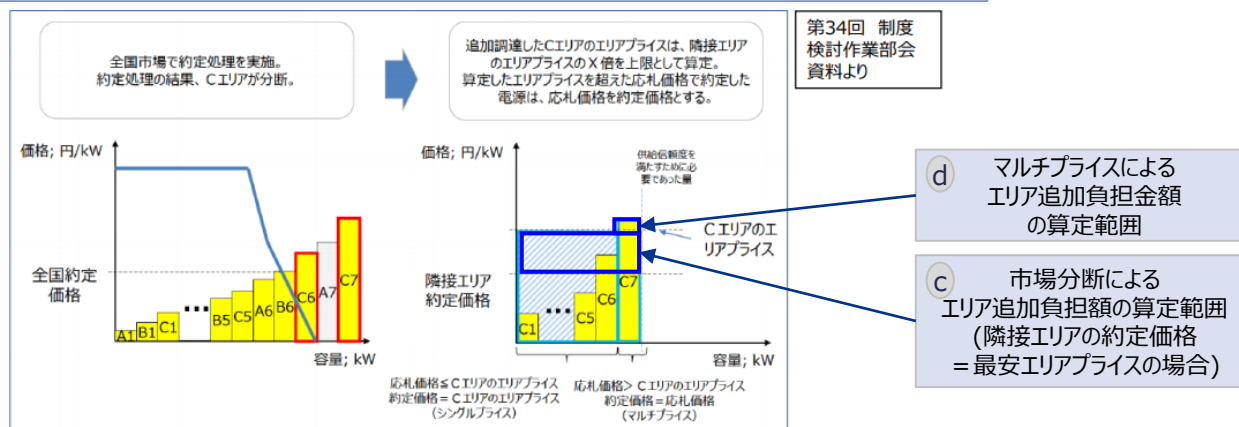 全国市場で約定処理を実施。
約定処理の結果、Cエリアが分断。
追加調達したCエリアのエリアプライスは、隣接エリア
のエリアプライスのX倍を上限として算定。
算定したエリアプライスを超えた応札価格で約定した
電源は、応札価格を約定価格とする。
第34回 制度
検討作業部会
資料より
価格; 円/kW
全国約定
価格
A1
B1
C1
…
B5
C5
A6
B6
C6
A7
C7
容量; kW
価格; 円/kW
供給信頼度を
満たすために必
要であった量
Cエリアのエ
リアプライス
隣接エリア
約定価格
C1
…
C5
C6
C7
容量; kW
応札価格≦Cエリアのエリアプライス
約定価格=Cエリアのエリアプライス
(シングルプライス)
応札価格>Cエリアのエリアプライス
約定価格=応札価格
(マルチプライス)
d
マルチプライスによる
エリア追加負担金額
の算定範囲
c
市場分断による
エリア追加負担額の算定範囲
(隣接エリアの約定価格
=最安エリアプライスの場合)